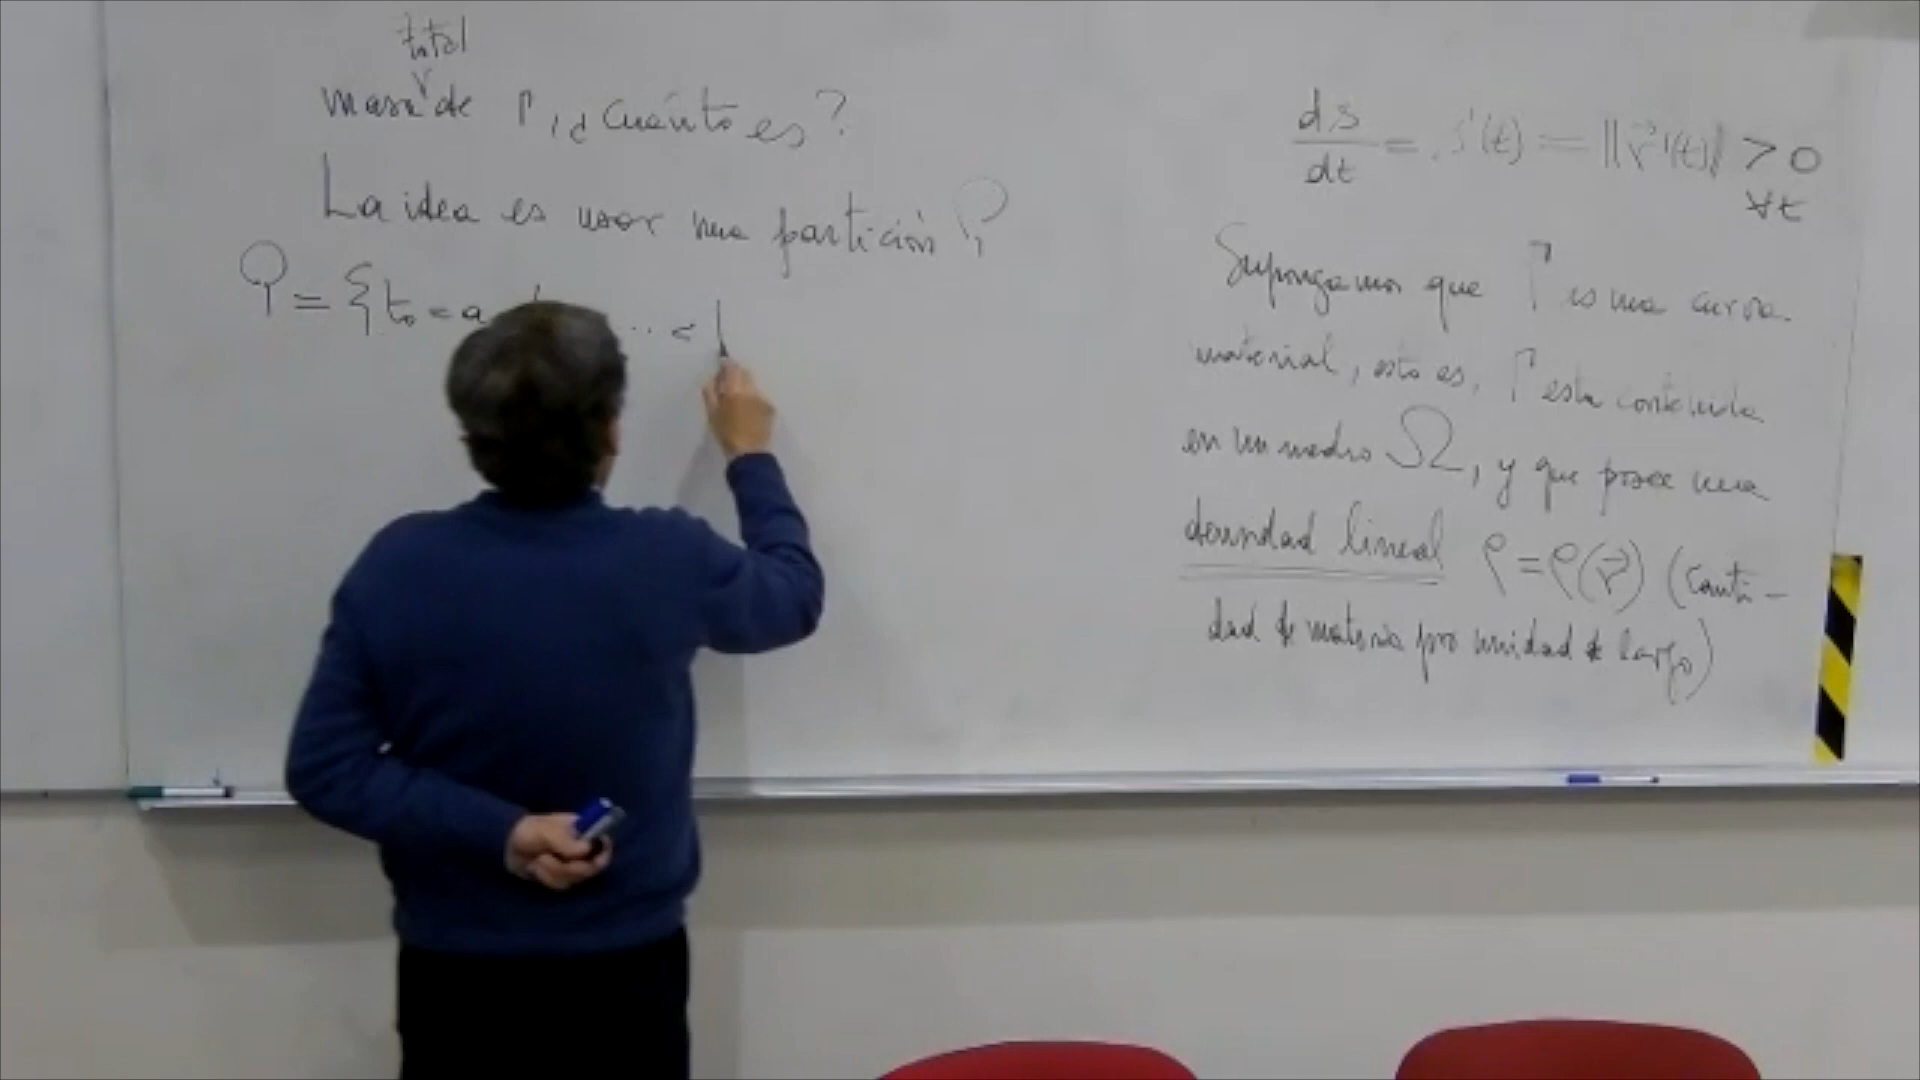 total
masa de Γ, ¿cuánto es?
La idea es usar una partición P,
P = {t₀ = a ... < b
ds/dt = s'(t) = ||r⃗'(t)|| > 0
∀t
Supongamos que Γ es una curva
material, esto es, Γ esta contenida
en un medio Ω, y que posee una
densidad lineal ρ = ρ(r⃗) (canti-
dad de materia por unidad de largo)